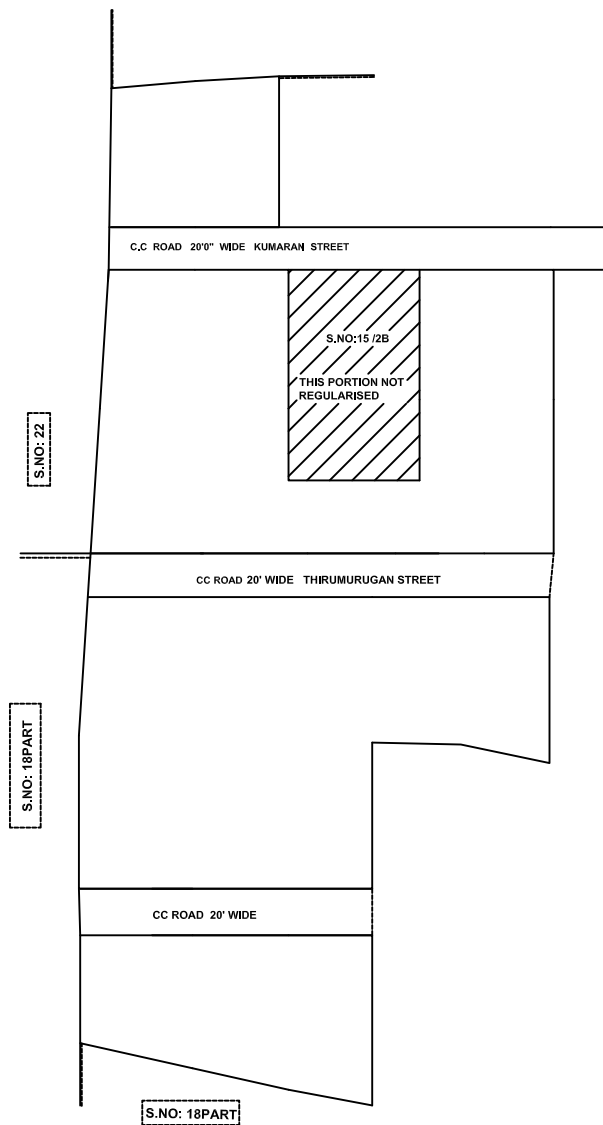 C.C ROAD 20'0" WIDE KUMARAN STREET
S.NO:15 /2B
THIS PORTION NOT
REGULARISED
S.NO: 22
CC ROAD 20' WIDE THIRUMURUGAN STREET
S.NO: 18PART
CC ROAD 20' WIDE
S.NO: 18PART